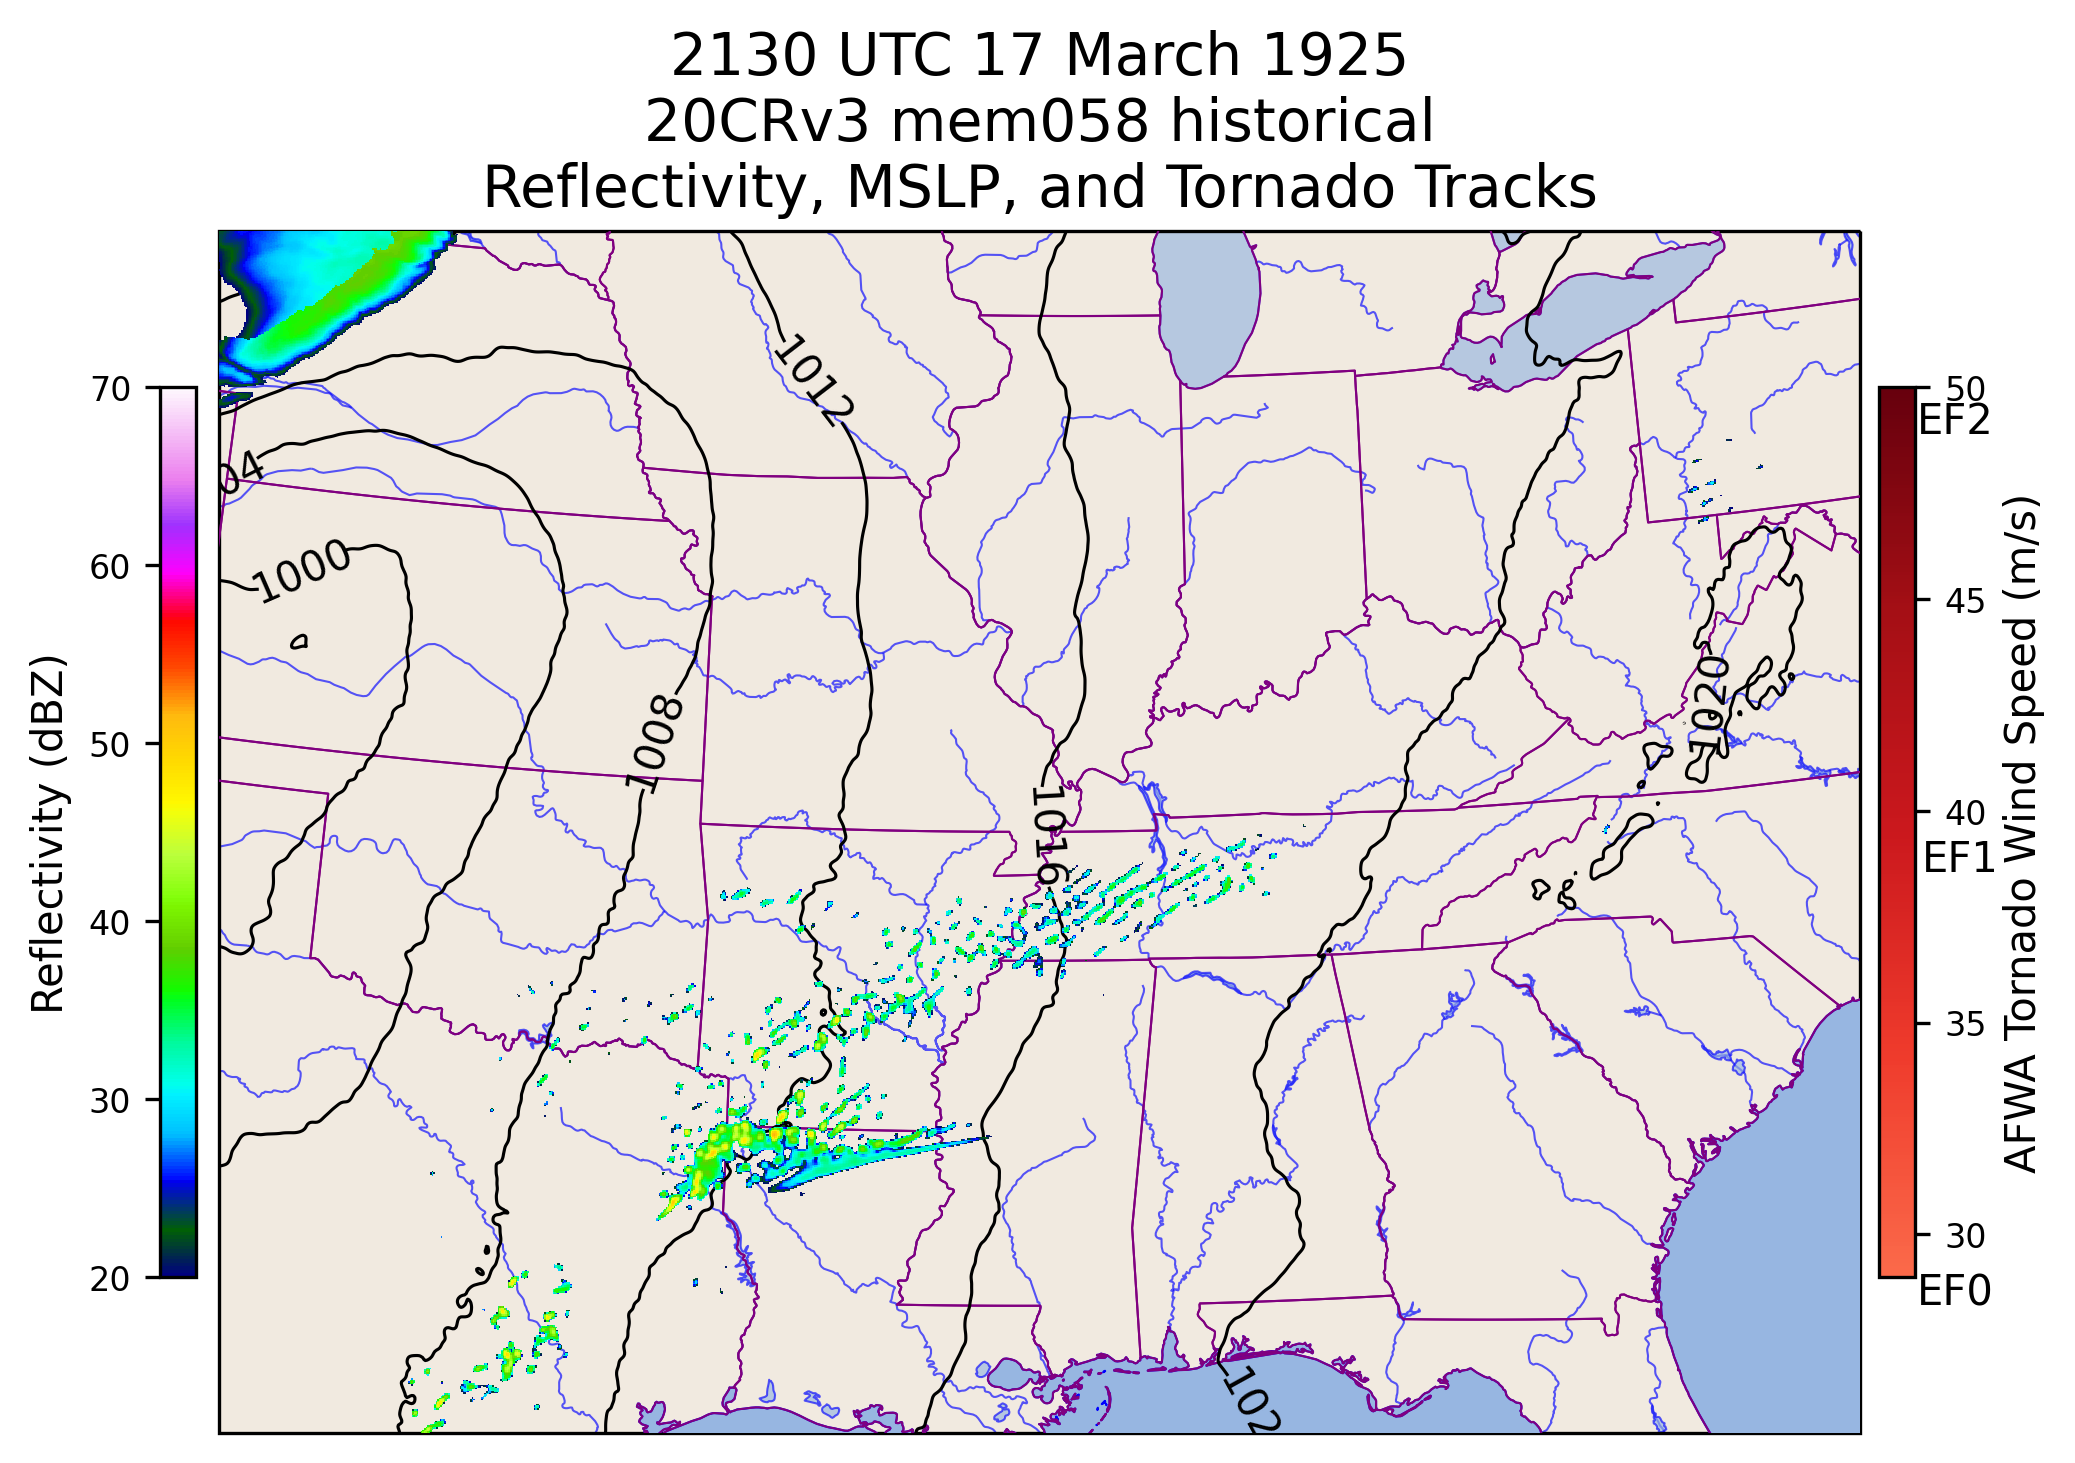 2130 UTC 17 March 1925
20CRv3 mem058 historical
Reflectivity, MSLP, and Tornado Tracks
70
60
50
40
30
20
Reflectivity (dBZ)
04
1000
1012
1008
1016
1020
102
50
EF2
45
40
EF1
35
30
EF0
AFWA Tornado Wind Speed (m/s)